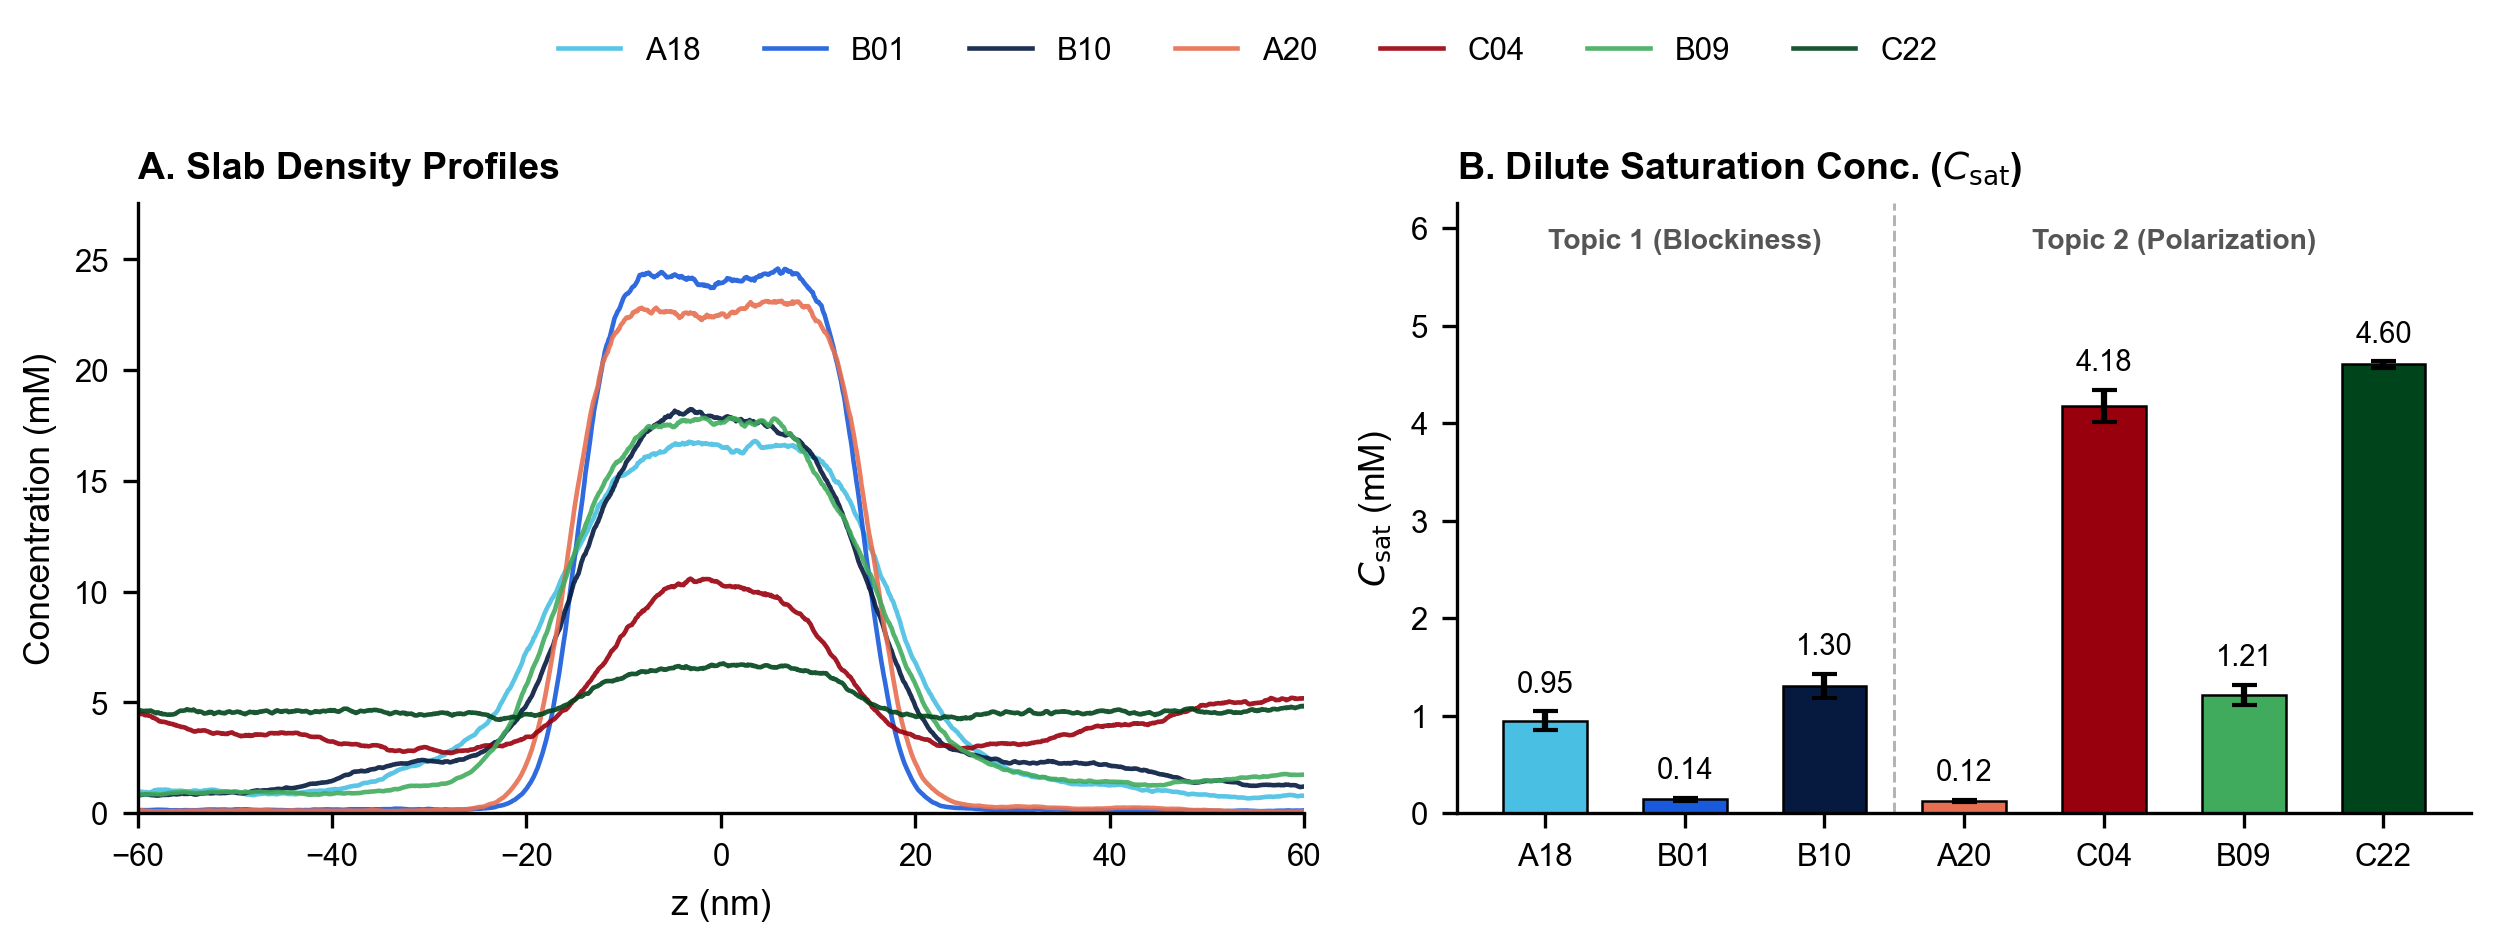 A18 B01 B10 A20 C04 B09 C22
A. Slab Density Profiles
Concentration (mM)
25
20
15
10
5
0
−60 −40 −20 0 20 40 60
z (nm)
B. Dilute Saturation Conc. (Csat)
Topic 1 (Blockiness) Topic 2 (Polarization)
Csat (mM)
6
5
4
3
2
1
0
0.95 0.14 1.30 0.12 4.18 1.21 4.60
A18 B01 B10 A20 C04 B09 C22